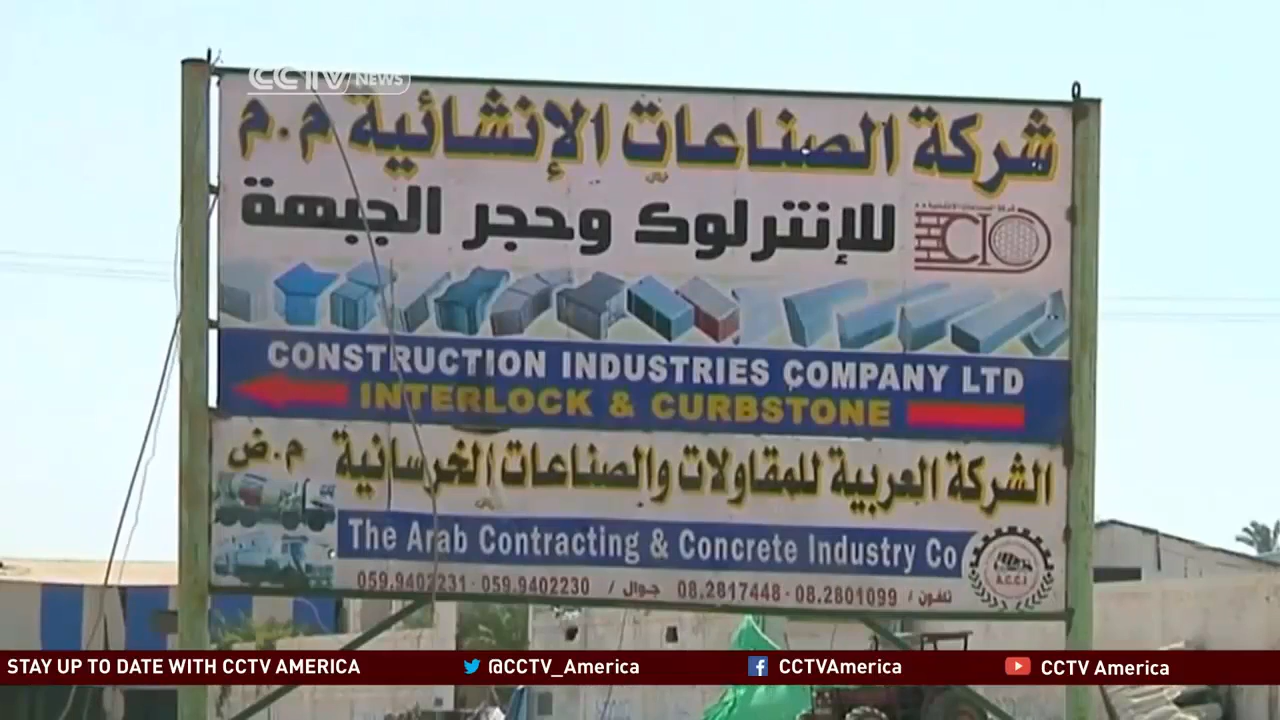 CCTV NEWS
شركة الصناعات الإنشائية م.م
للإنترلوك وحجر الجبهة
CIC
CONSTRUCTION INDUSTRIES COMPANY LTD
INTERLOCK & CURBSTONE
الشركة العربية للمقاولات والصناعات الخرسانية م.ض
The Arab Contracting & Concrete Industry Co
A.C.C.I
تلفون / 08.2817448 - 08.2801099 جوال / 059.9402231 - 059.9402230
STAY UP TO DATE WITH CCTV AMERICA @CCTV_America CCTVAmerica CCTV America